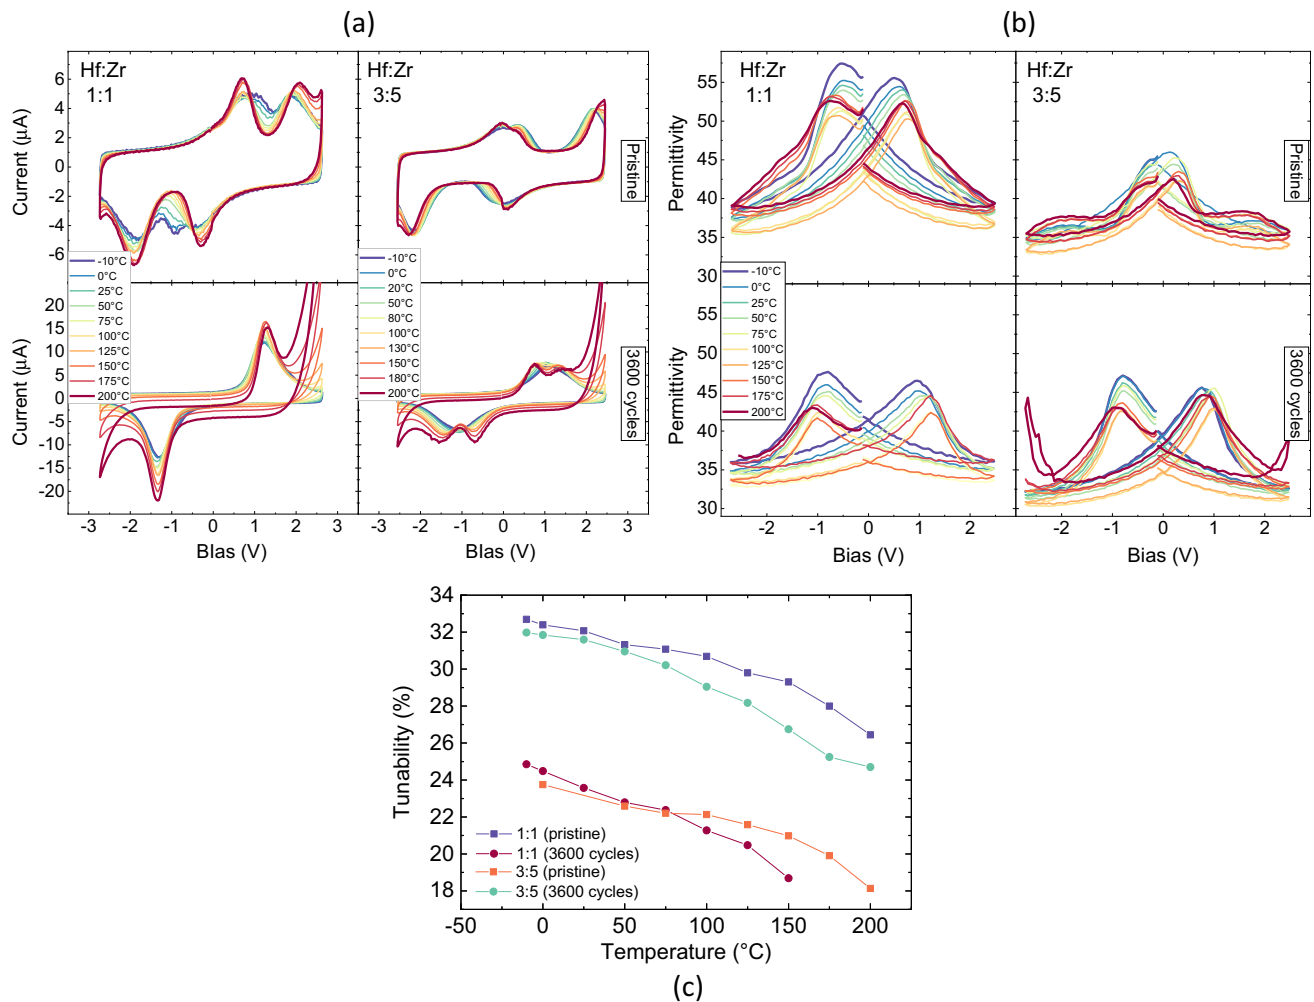 (a)
(b)
Hf:Zr
1:1
Hf:Zr
3:5
Pristine
Current (µA)
6
4
2
0
-2
-4
-6
-10°C
0°C
25°C
50°C
75°C
100°C
125°C
150°C
175°C
200°C
-10°C
0°C
20°C
50°C
80°C
100°C
130°C
150°C
180°C
200°C
3600 cycles
Current (µA)
20
15
10
5
0
-5
-10
-15
-20
-3 -2 -1 0 1 2 3
-2 -1 0 1 2 3
BIas (V)
Bias (V)
Hf:Zr
1:1
Hf:Zr
3:5
Pristine
Permittivity
55
50
45
40
35
30
-10°C
0°C
25°C
50°C
75°C
100°C
125°C
150°C
175°C
200°C
3600 cycles
Permittivity
55
50
45
40
35
30
-2 -1 0 1 2
-2 -1 0 1 2
Bias (V)
Bias (V)
Tunability (%)
34
32
30
28
26
24
22
20
18
1:1 (pristine)
1:1 (3600 cycles)
3:5 (pristine)
3:5 (3600 cycles)
-50 0 50 100 150 200
Temperature (°C)
(c)